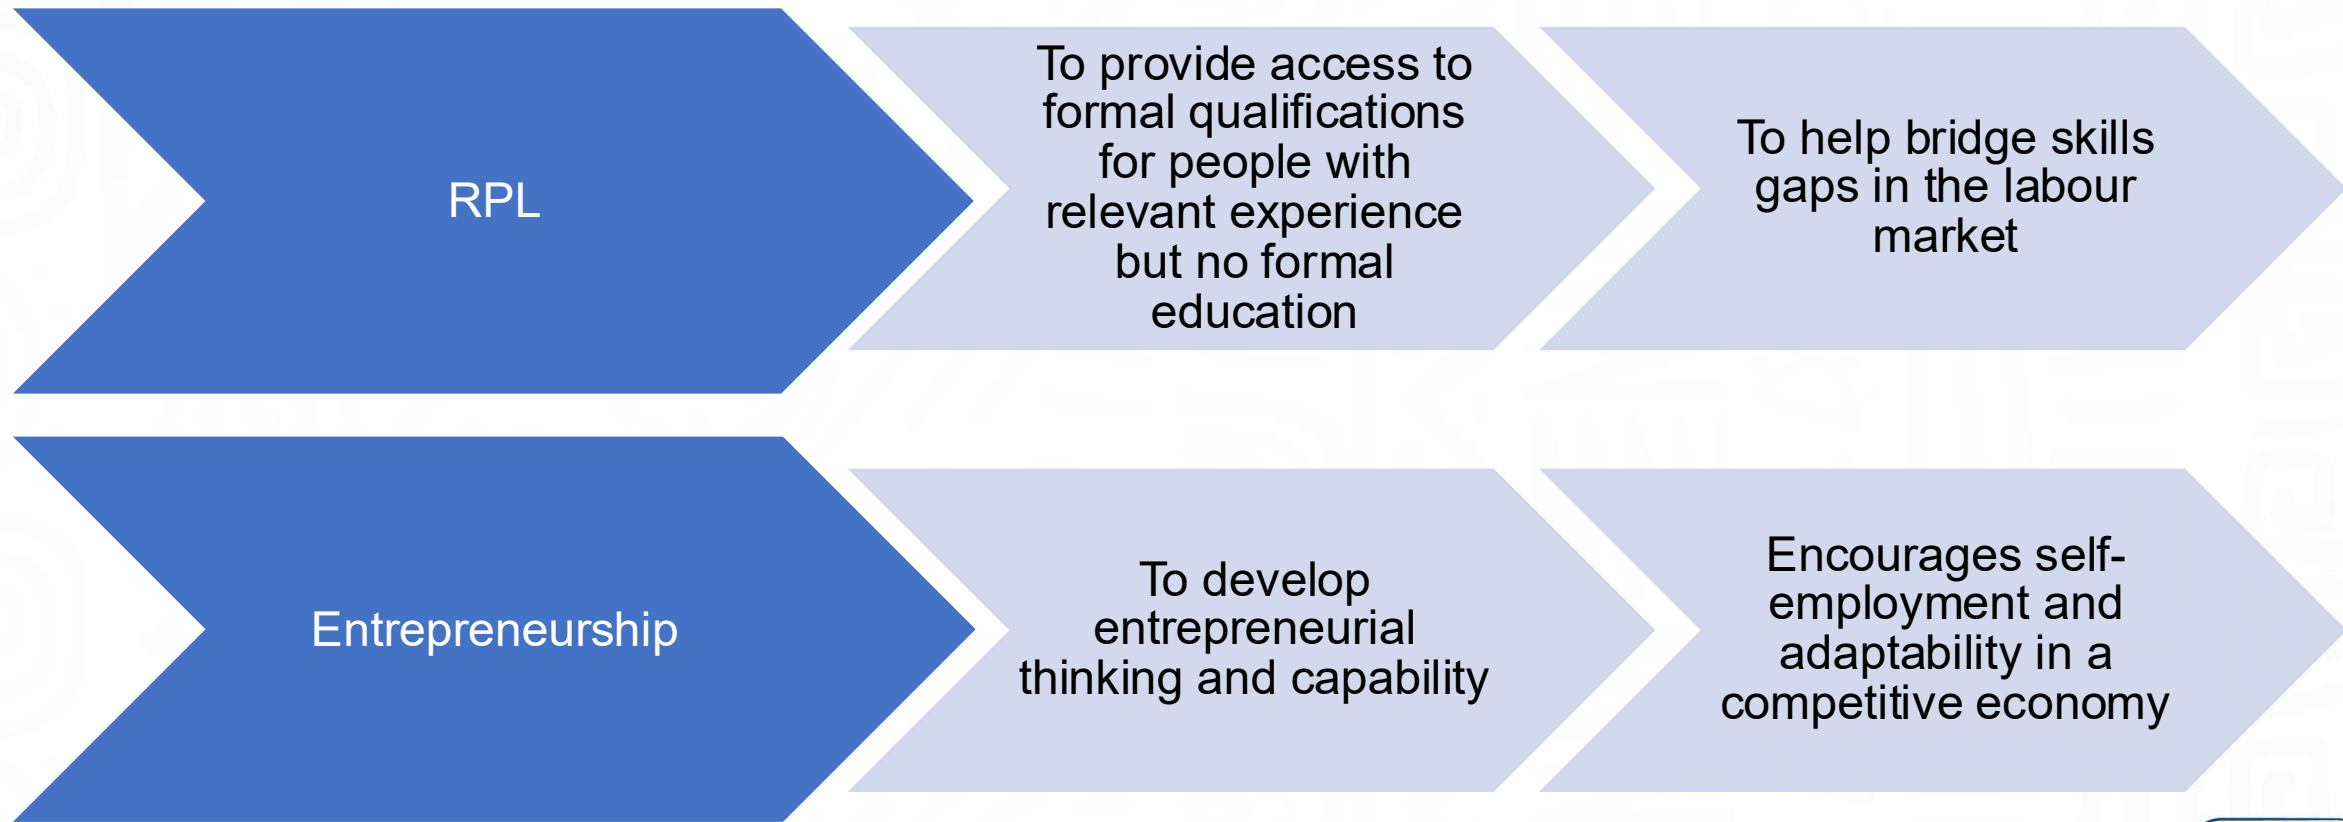 RPL
To provide access to
formal qualifications
for people with
relevant experience
but no formal
education
To help bridge skills
gaps in the labour
market
Entrepreneurship
To develop
entrepreneurial
thinking and capability
Encourages self-
employment and
adaptability in a
competitive economy